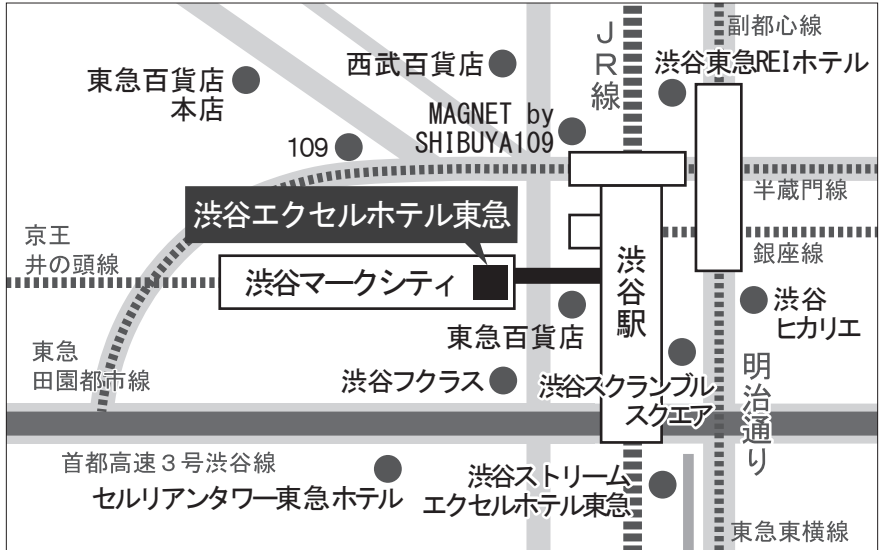 副都心線
JR線
西武百貨店
渋谷東急REIホテル
東急百貨店
本店
MAGNET by
SHIBUYA109
109
半蔵門線
渋谷エクセルホテル東急
京王
井の頭線
銀座線
渋谷マークシティ
渋谷駅
渋谷
ヒカリエ
東急百貨店
東急
田園都市線
渋谷フクラス
渋谷スクランブル
スクエア
明治通り
首都高速3号渋谷線
セルリアンタワー東急ホテル
渋谷ストリーム
エクセルホテル東急
東急東横線